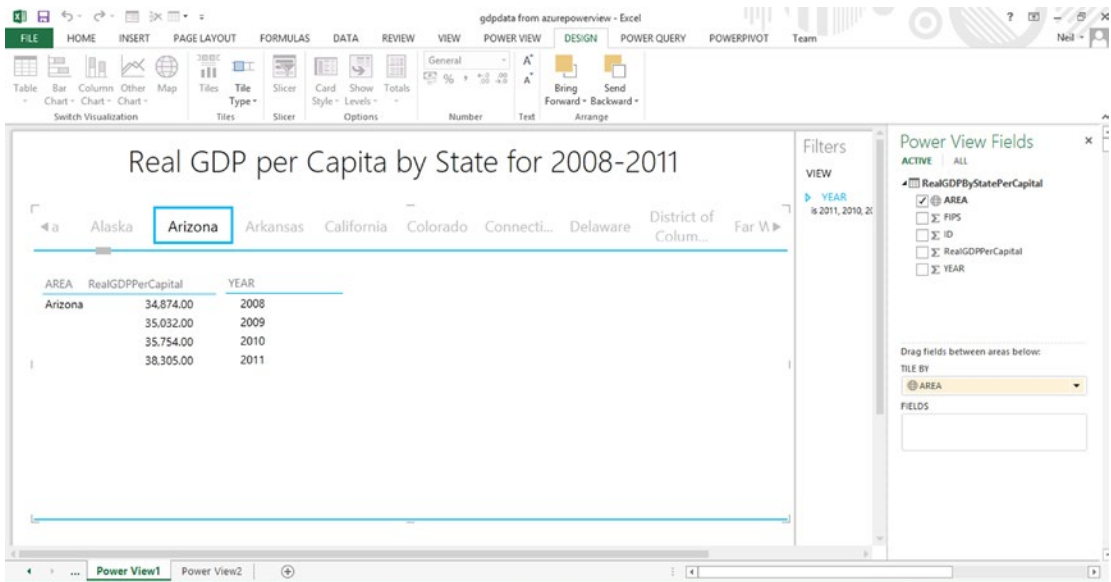 gdpdata from azurepowerview - Excel
FILE HOME INSERT PAGE LAYOUT FORMULAS DATA REVIEW VIEW POWER VIEW DESIGN POWER QUERY POWERPIVOT Team Neil
Table Bar Chart Column Chart Other Chart Map Tiles Tile Type Slicer Card Style Show Levels Totals General Bring Forward Send Backward
Switch Visualization Tiles Slicer Options Number Text Arrange
Real GDP per Capita by State for 2008-2011
a Alaska Arizona Arkansas California Colorado Connecti... Delaware District of Colum... Far W
AREA RealGDPPerCapital YEAR
Arizona 34,874.00 2008
35,032.00 2009
35,754.00 2010
38,305.00 2011
Filters
VIEW
YEAR
is 2011, 2010, 20
Power View Fields
ACTIVE ALL
RealGDPByStatePerCapital
AREA
FIPS
ID
RealGDPPerCapital
YEAR
Drag fields between areas below:
TILE BY
AREA
FIELDS
... Power View1 Power View2